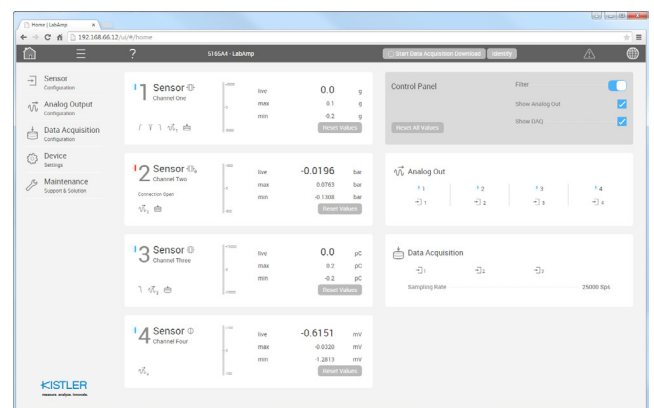 Home | LabAmp
192.168.66.12/ui/#/home
5165A4 - LabAmp
Start Data Acquisition Download
Identify
Sensor
Configuration
Analog Output
Configuration
Data Acquisition
Configuration
Device
Settings
Maintenance
Support & Solution
1 Sensor
Channel One
live 0.0 g
max 0.1 g
min -0.2 g
Reset Values
2 Sensor
Channel Two
Connection Open
live -0.0196 bar
max 0.0763 bar
min -0.1308 bar
Reset Values
3 Sensor
Channel Three
live 0.0 pC
max 0.2 pC
min -0.2 pC
Reset Values
4 Sensor
Channel Four
live -0.6151 mV
max -0.0320 mV
min -1.2813 mV
Reset Values
Control Panel
Filter
Show Analog Out
Show DAQ
Reset All Values
Analog Out
1 2 3 4
1 2 3 4
Data Acquisition
1 2 3
Sampling Rate 25000 Sps
KISTLER
measure. analyze. innovate.